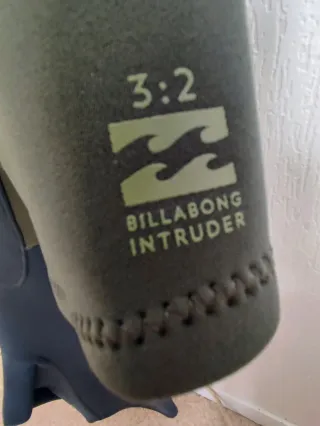 3:2
BILLABONG
INTRUDER